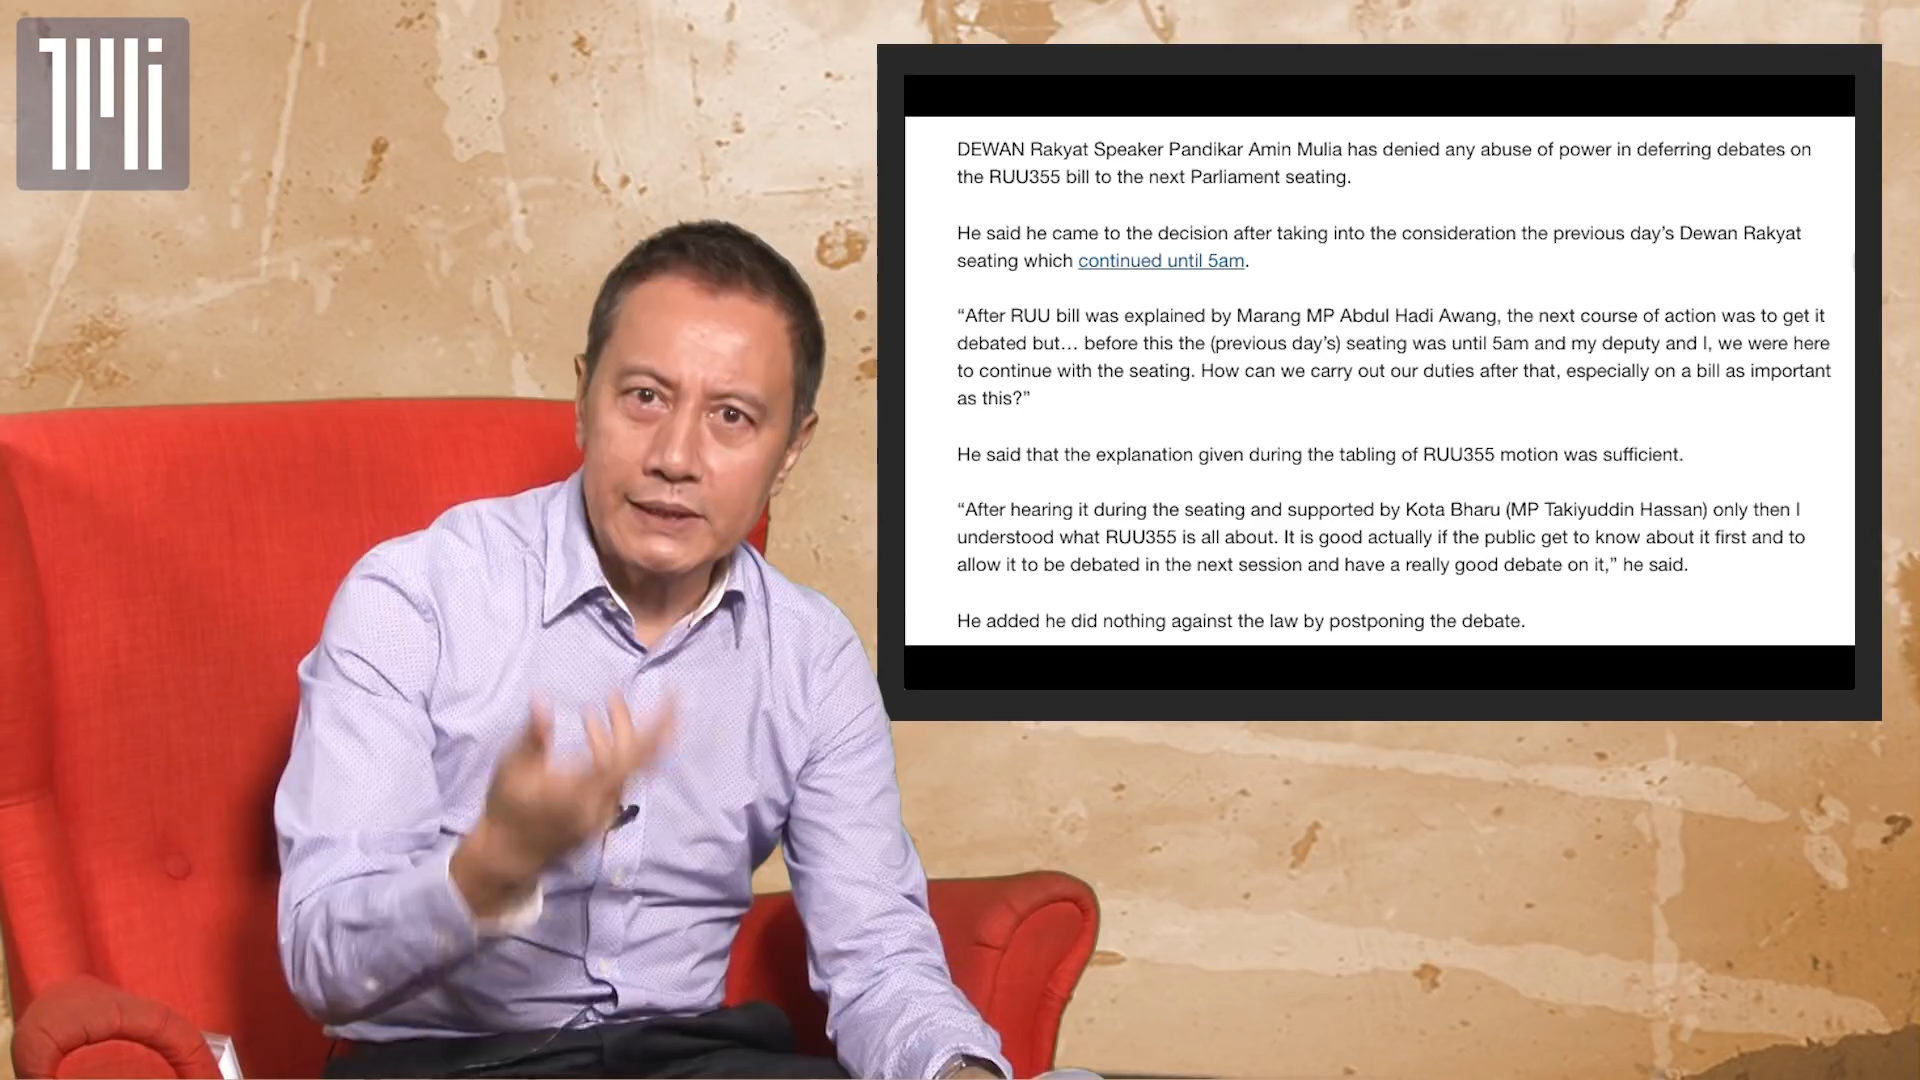 TMi
DEWAN Rakyat Speaker Pandikar Amin Mulia has denied any abuse of power in deferring debates on
the RUU355 bill to the next Parliament seating.
He said he came to the decision after taking into the consideration the previous day’s Dewan Rakyat
seating which continued until 5am.
“After RUU bill was explained by Marang MP Abdul Hadi Awang, the next course of action was to get it
debated but… before this the (previous day’s) seating was until 5am and my deputy and I, we were here
to continue with the seating. How can we carry out our duties after that, especially on a bill as important
as this?”
He said that the explanation given during the tabling of RUU355 motion was sufficient.
“After hearing it during the seating and supported by Kota Bharu (MP Takiyuddin Hassan) only then I
understood what RUU355 is all about. It is good actually if the public get to know about it first and to
allow it to be debated in the next session and have a really good debate on it,” he said.
He added he did nothing against the law by postponing the debate.